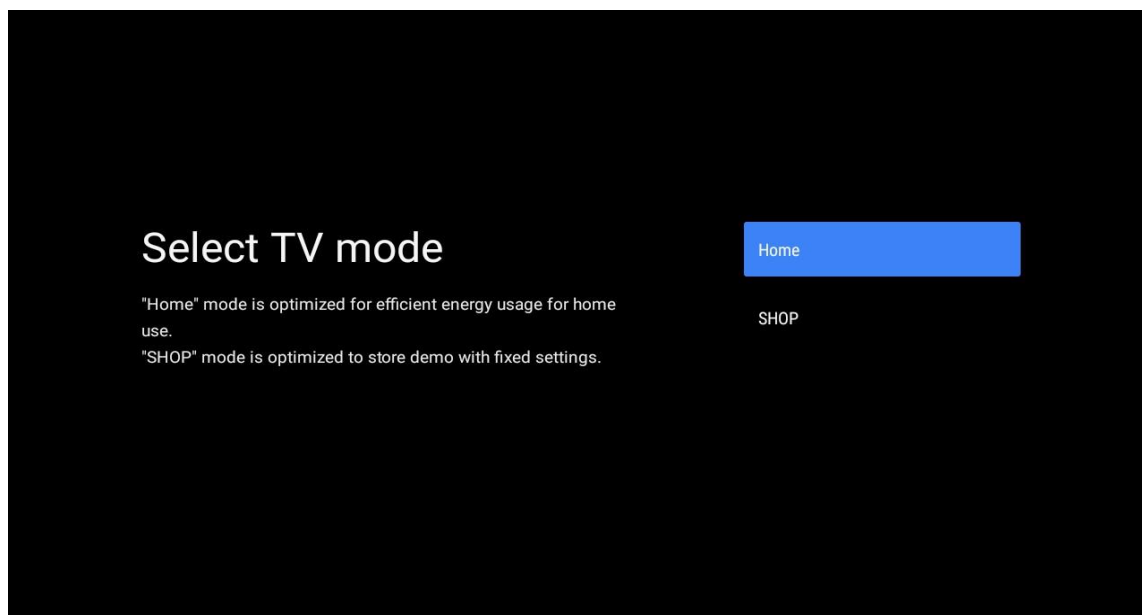 Select TV mode
"Home" mode is optimized for efficient energy usage for home
use.
"SHOP" mode is optimized to store demo with fixed settings.
Home
SHOP